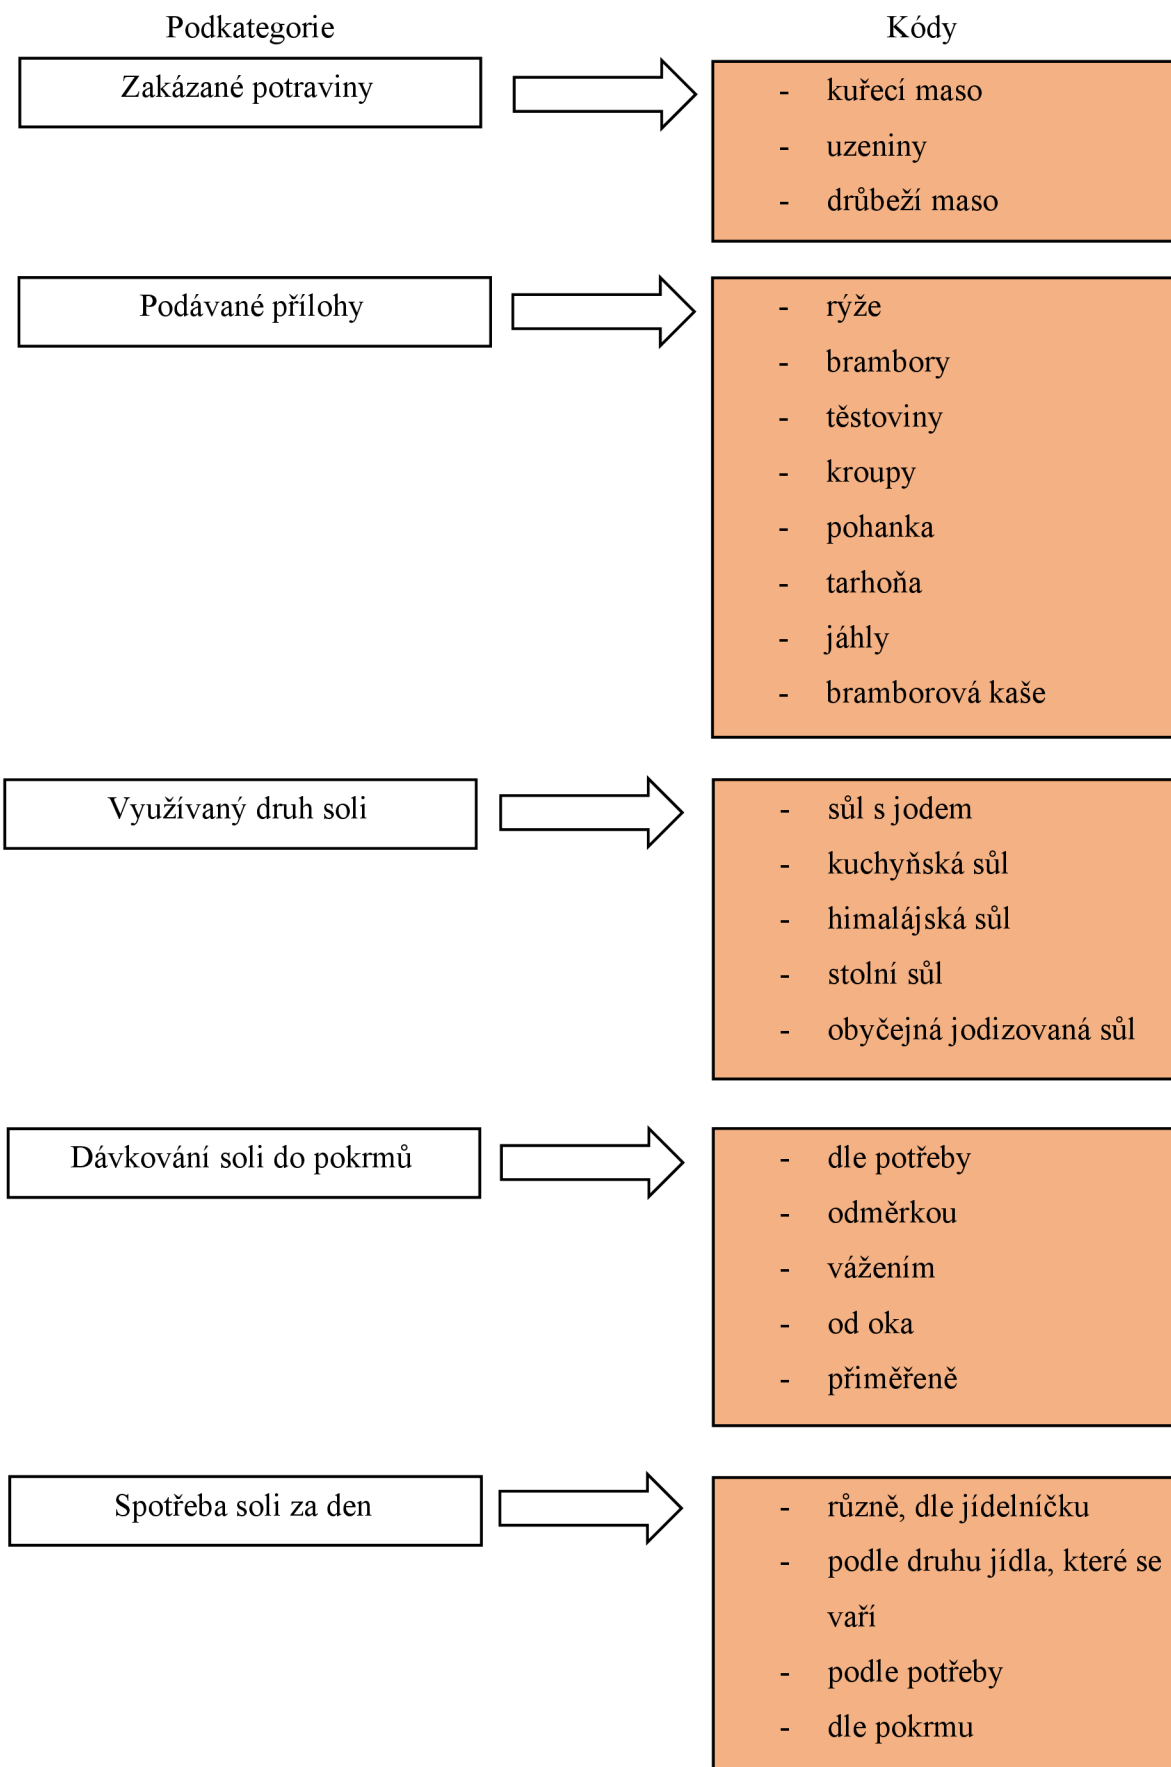 Podkategorie
Kódy
Zakázané potraviny
- kuřecí maso
- uzeniny
- drůbeží maso
Podávané přílohy
- rýže
- brambory
- těstoviny
- kroupy
- pohanka
- tarhoňa
- jáhly
- bramborová kaše
Využívaný druh soli
- sůl s jodem
- kuchyňská sůl
- himalájská sůl
- stolní sůl
- obyčejná jodizovaná sůl
Dávkování soli do pokrmů
- dle potřeby
- odměrkou
- vážením
- od oka
- přiměřeně
Spotřeba soli za den
- různě, dle jídelníčku
- podle druhu jídla, které se
vaří
- podle potřeby
- dle pokrmu